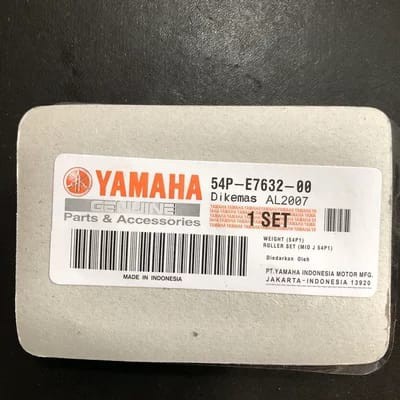 YAMAHA
GENUINE
Parts & Accessories
54P-E7632-00
Dikemas AL2007
1 SET
WEIGHT (54P1)
ROLLER SET (MIO J 54P1)
Diedarkan Oleh
PT.YAMAHA INDONESIA MOTOR MFG.
JAKARTA-INDONESIA 13920
MADE IN INDONESIA